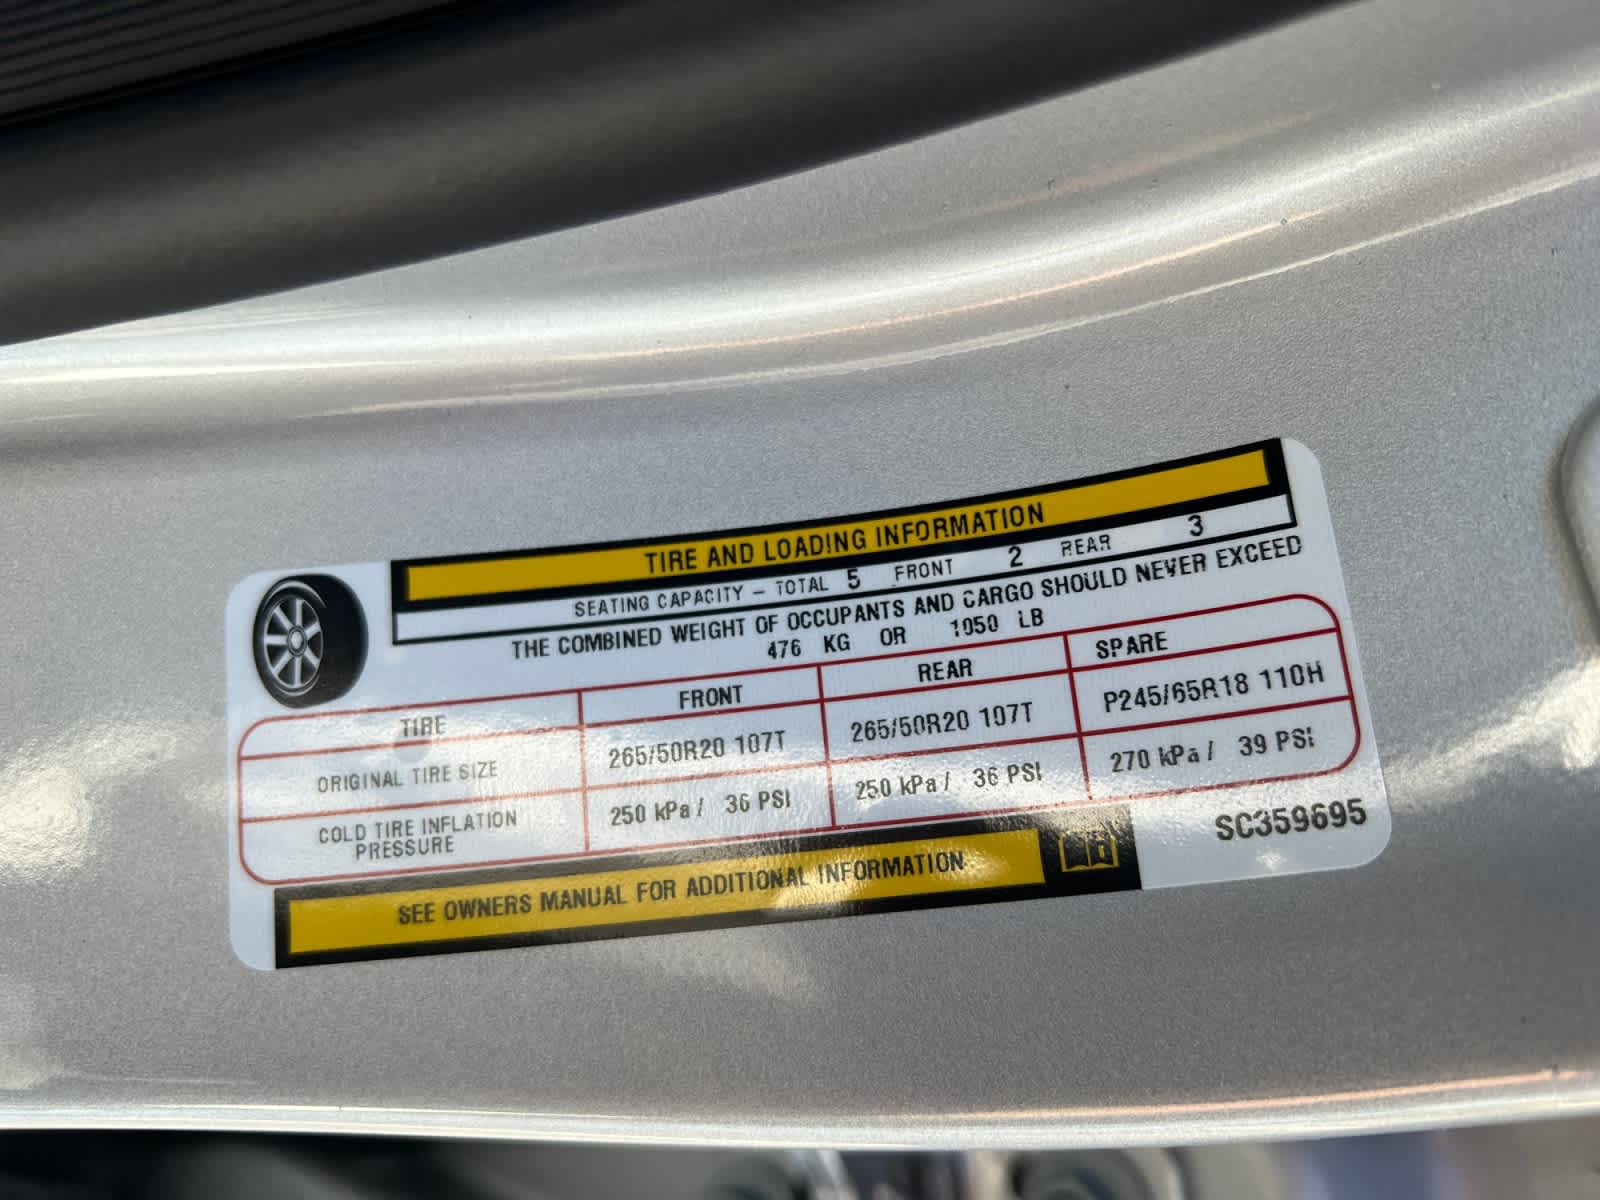 TIRE AND LOADING INFORMATION
SEATING CAPACITY – TOTAL 5 FRONT 2 REAR 3
THE COMBINED WEIGHT OF OCCUPANTS AND CARGO SHOULD NEVER EXCEED
476 KG OR 1050 LB
TIRE FRONT REAR SPARE
ORIGINAL TIRE SIZE 265/50R20 107T 265/50R20 107T P245/65R18 110H
COLD TIRE INFLATION PRESSURE 250 kPa / 36 PSI 250 kPa / 36 PSI 270 kPa / 39 PSI
SEE OWNERS MANUAL FOR ADDITIONAL INFORMATION
SC359695